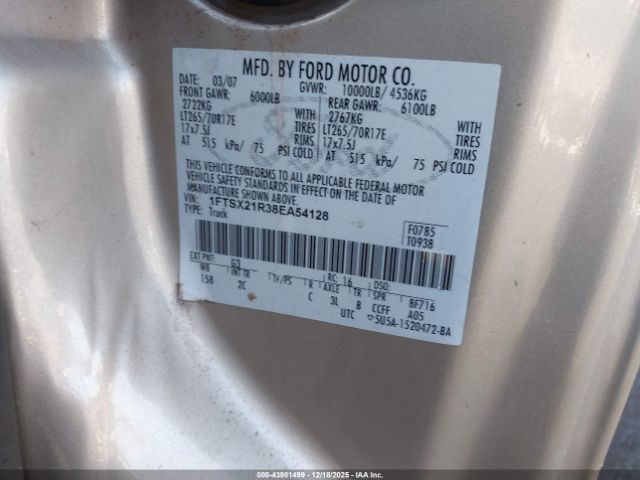 MFD. BY FORD MOTOR CO.
DATE: 03/07 GVWR: 10000LB/ 4536KG
FRONT GAWR: 6000LB REAR GAWR: 6100LB
2722KG WITH 2767KG WITH
LT265/70R17E TIRES LT265/70R17E TIRES
17x7.5J RIMS 17x7.5J RIMS
AT 515 kPa/ 75 PSI COLD AT 515 kPa/ 75 PSI COLD
THIS VEHICLE CONFORMS TO ALL APPLICABLE FEDERAL MOTOR
VEHICLE SAFETY STANDARDS IN EFFECT ON THE DATE OF
MANUFACTURE SHOWN ABOVE.
VIN: 1FTSX21R38EA54128
TYPE: Truck
F0785
T0938
EXT PNT: G3 RC: 16 DSO:
WB INT TR TP/PS R AXLE TR SPR BF716
158 2C C 3L B CCFF A05
UTC ▽5U5A-1520472-BA
Ford
000-43981499 - 12/18/2025 - IAAC.